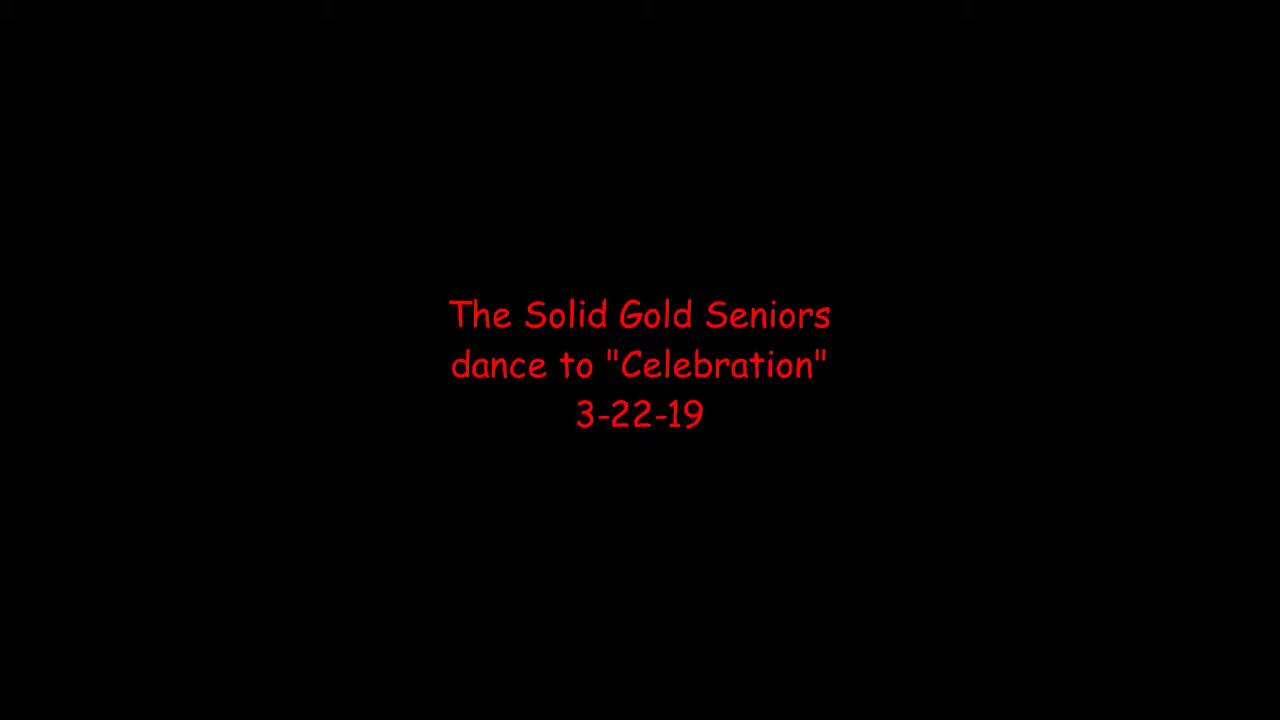 The Solid Gold Seniors
dance to "Celebration"
3-22-19